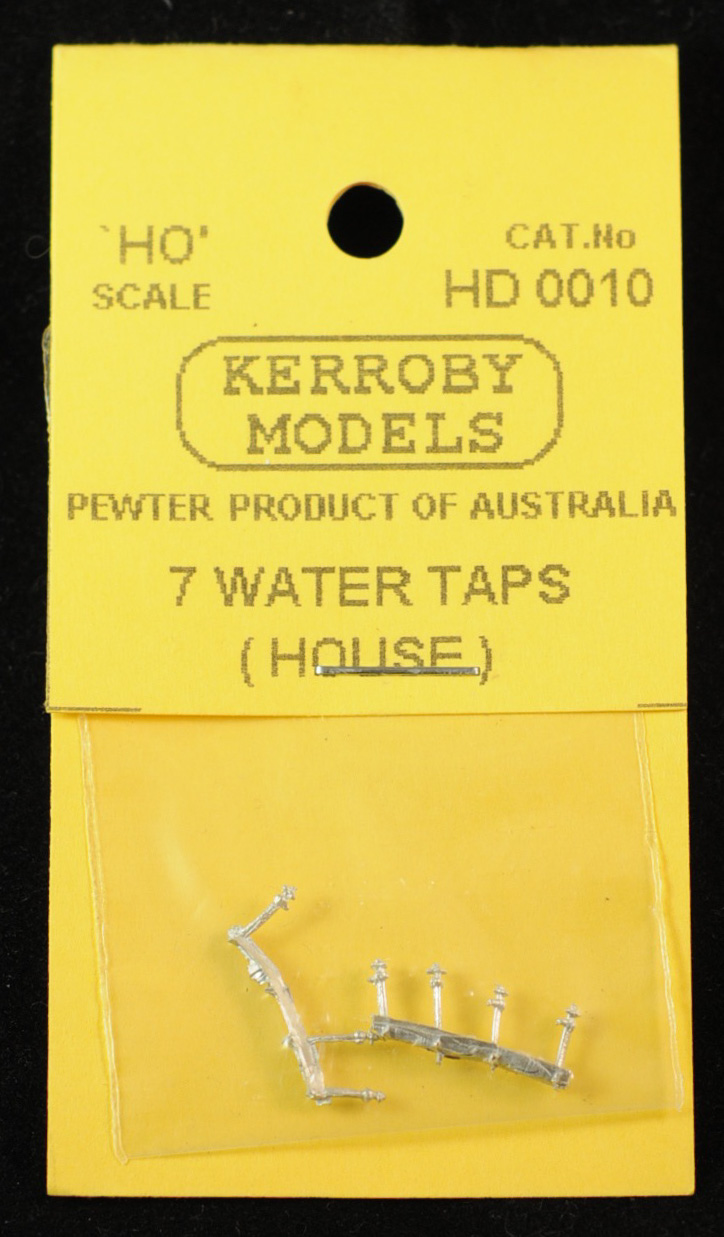 `HO'
SCALE
CAT.No
HD 0010
KERROBY
MODELS
PEWTER PRODUCT OF AUSTRALIA
7 WATER TAPS
( HOUSE )